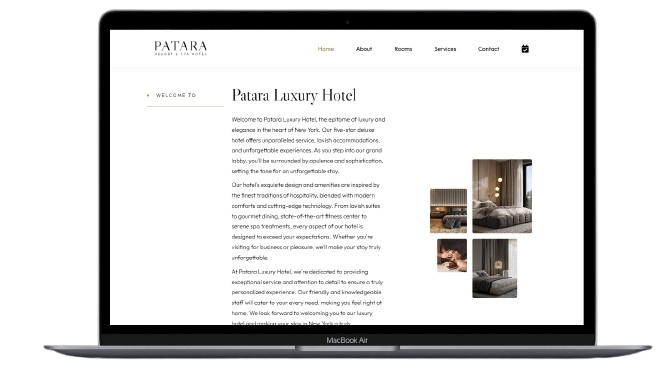 PATARA
RESORT & SPA HOTEL
Home
About
Rooms
Services
Contact
WELCOME TO
Patara Luxury Hotel
Welcome to Patara Luxury Hotel, the epitome of luxury and
elegance in the heart of New York. Our five-star deluxe
hotel offers unparalleled service, lavish accommodations,
and unforgettable experiences. As you step into our grand
lobby, you'll be surrounded by opulence and sophistication,
setting the tone for an unforgettable stay.
Our hotel's exquisite design and amenities are inspired by
the finest traditions of hospitality, blended with modern
comforts and cutting-edge technology. From lavish suites
to gourmet dining, state-of-the-art fitness center to
serene spa treatments, every aspect of our hotel is
designed to exceed your expectations. Whether you're
visiting for business or pleasure, we'll make your stay truly
unforgettable.
At Patara Luxury Hotel, we're dedicated to providing
exceptional service and attention to detail to ensure a truly
personalized experience. Our friendly and knowledgeable
staff will cater to your every need, making you feel right at
home. We look forward to welcoming you to our luxury
hotel and making your stay in New York a truly
MacBook Air